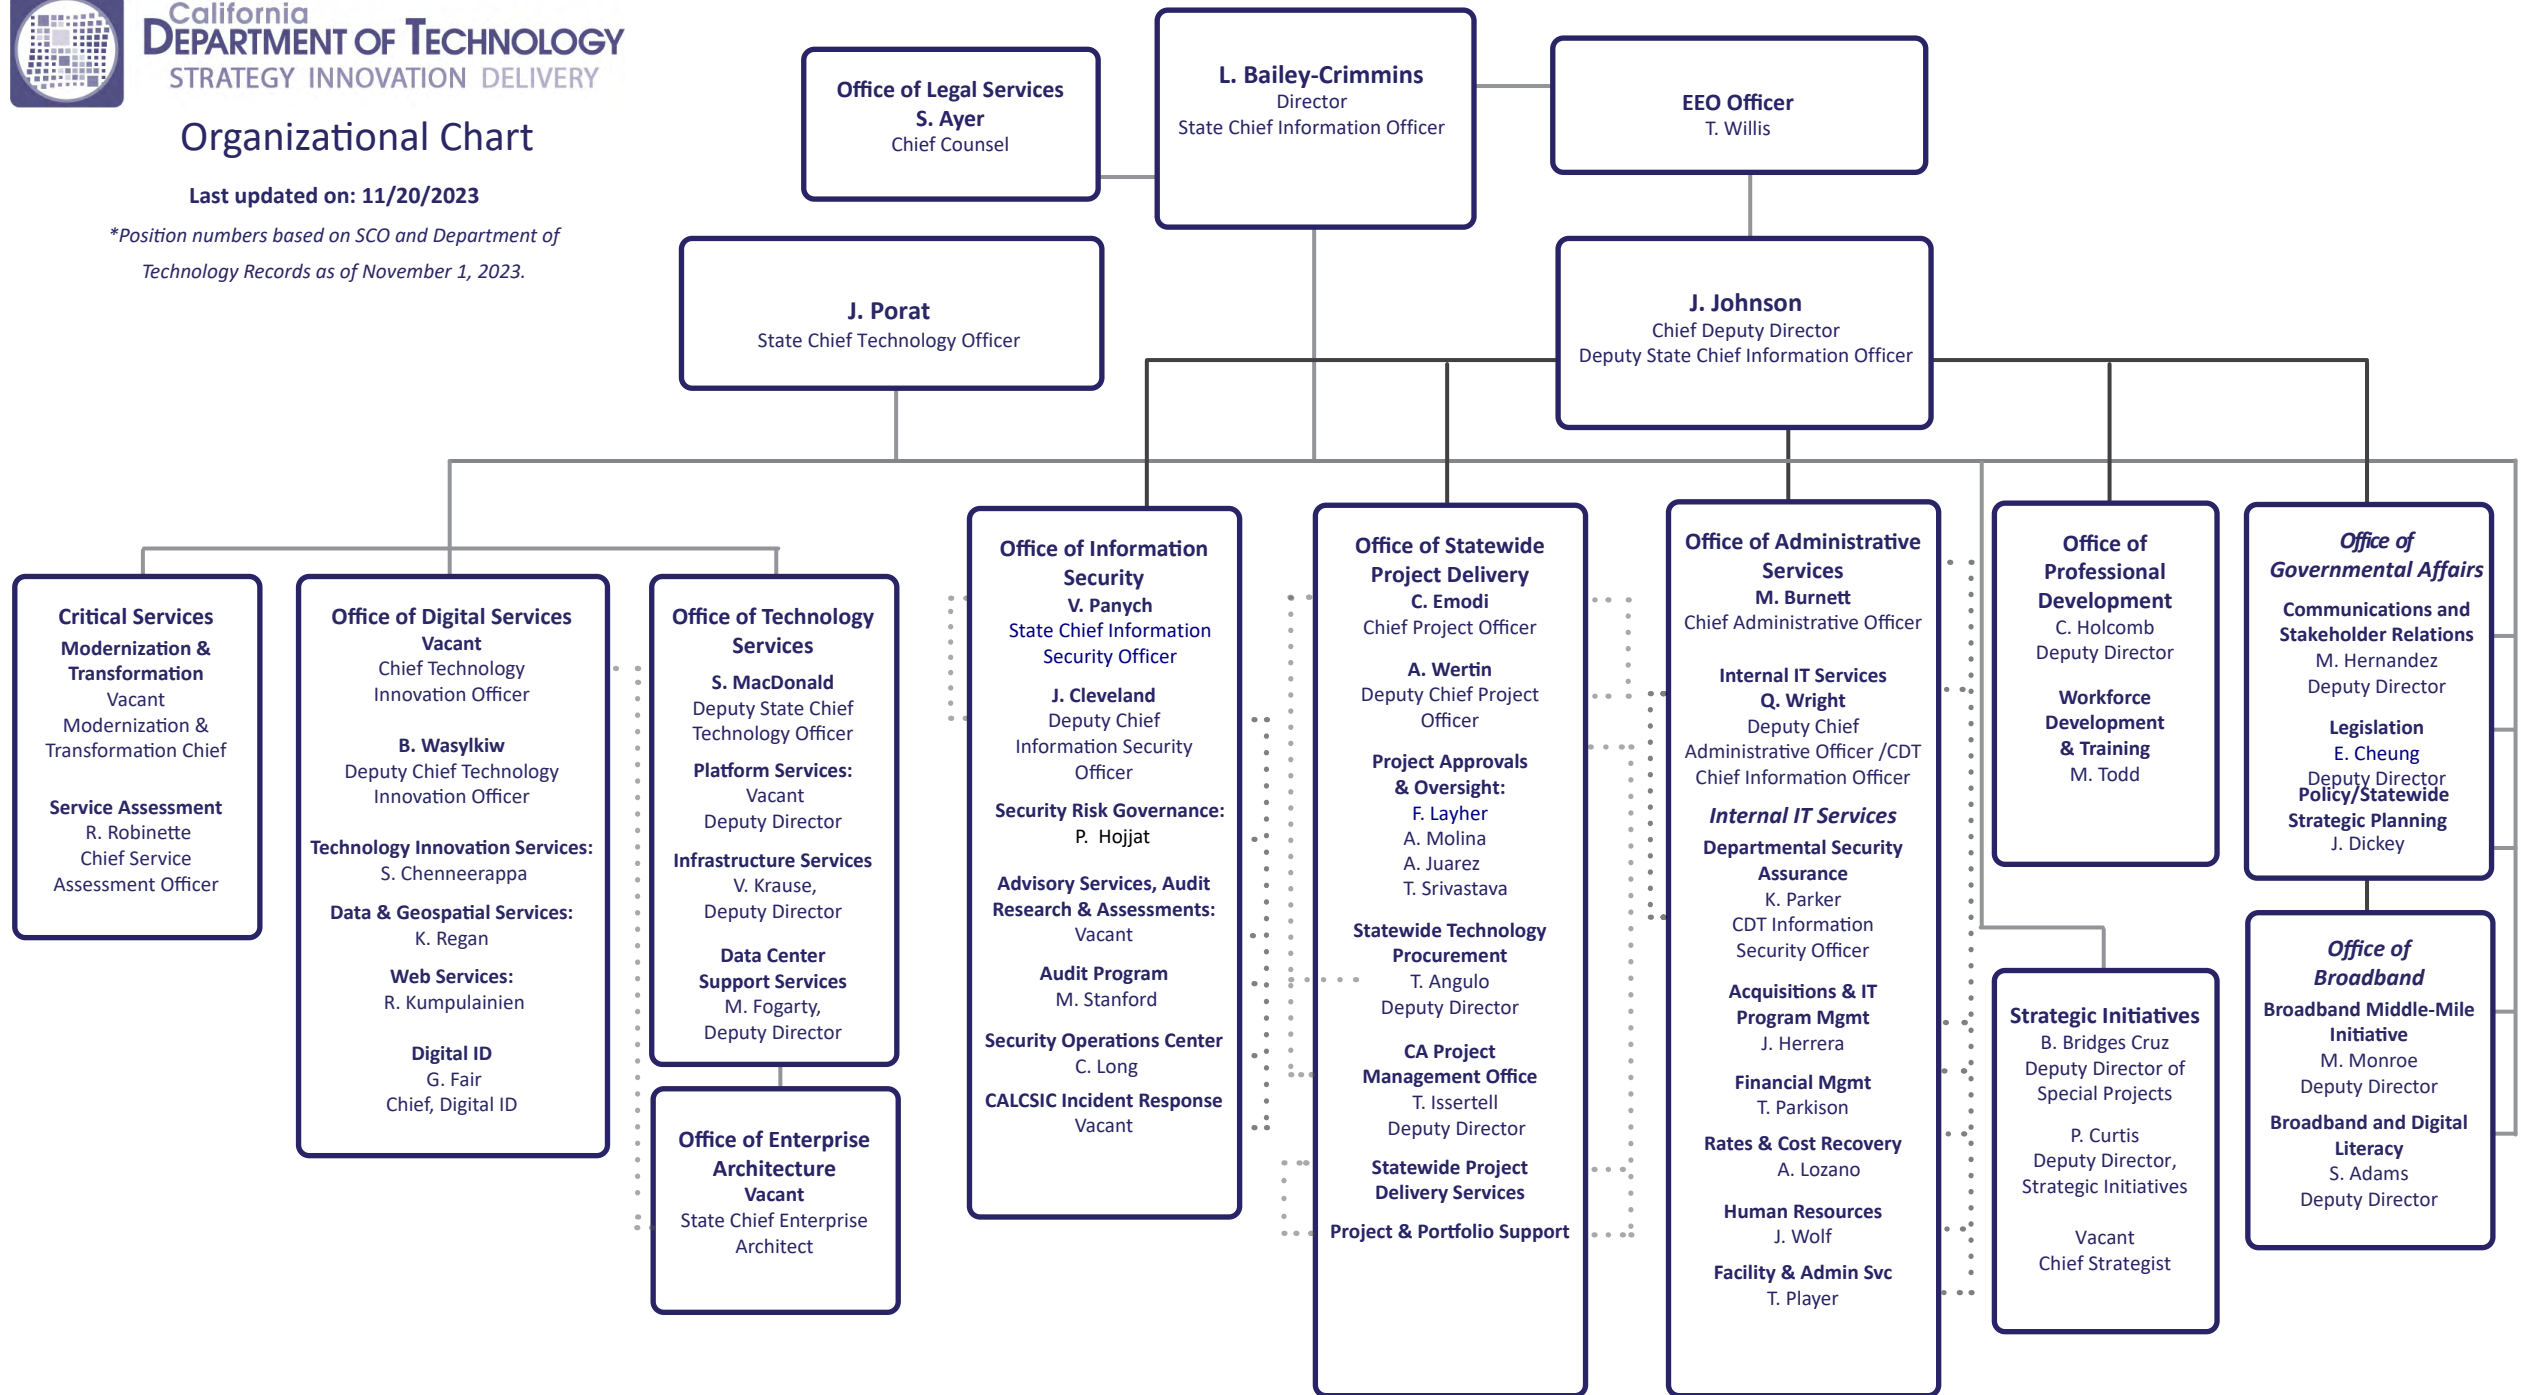 California
DEPARTMENT OF TECHNOLOGY
STRATEGY INNOVATION DELIVERY
Organizational Chart
Last updated on: 11/20/2023
*Position numbers based on SCO and Department of
Technology Records as of November 1, 2023.
Office of Legal Services
S. Ayer
Chief Counsel
L. Bailey-Crimmins
Director
State Chief Information Officer
EEO Officer
T. Willis
J. Porat
State Chief Technology Officer
J. Johnson
Chief Deputy Director
Deputy State Chief Information Officer
Critical Services
Modernization &
Transformation
Vacant
Modernization &
Transformation Chief
Service Assessment
R. Robinette
Chief Service
Assessment Officer
Office of Digital Services
Vacant
Chief Technology
Innovation Officer
B. Wasylkiw
Deputy Chief Technology
Innovation Officer
Technology Innovation Services:
S. Chenneerappa
Data & Geospatial Services:
K. Regan
Web Services:
R. Kumpulainien
Digital ID
G. Fair
Chief, Digital ID
Office of Technology
Services
S. MacDonald
Deputy State Chief
Technology Officer
Platform Services:
Vacant
Deputy Director
Infrastructure Services
V. Krause,
Deputy Director
Data Center
Support Services
M. Fogarty,
Deputy Director
Office of Enterprise
Architecture
Vacant
State Chief Enterprise
Architect
Office of Information
Security
V. Panych
State Chief Information
Security Officer
J. Cleveland
Deputy Chief
Information Security
Officer
Security Risk Governance:
P. Hojjat
Advisory Services, Audit
Research & Assessments:
Vacant
Audit Program
M. Stanford
Security Operations Center
C. Long
CALCSIC Incident Response
Vacant
Office of Statewide
Project Delivery
C. Emodi
Chief Project Officer
A. Wertin
Deputy Chief Project
Officer
Project Approvals
& Oversight:
F. Layher
A. Molina
A. Juarez
T. Srivastava
Statewide Technology
Procurement
T. Angulo
Deputy Director
CA Project
Management Office
T. Issertell
Deputy Director
Statewide Project
Delivery Services
Project & Portfolio Support
Office of Administrative
Services
M. Burnett
Chief Administrative Officer
Internal IT Services
Q. Wright
Deputy Chief
Administrative Officer /CDT
Chief Information Officer
Internal IT Services
Departmental Security
Assurance
K. Parker
CDT Information
Security Officer
Acquisitions & IT
Program Mgmt
J. Herrera
Financial Mgmt
T. Parkison
Rates & Cost Recovery
A. Lozano
Human Resources
J. Wolf
Facility & Admin Svc
T. Player
Office of
Professional
Development
C. Holcomb
Deputy Director
Workforce
Development
& Training
M. Todd
Strategic Initiatives
B. Bridges Cruz
Deputy Director of
Special Projects
P. Curtis
Deputy Director,
Strategic Initiatives
Vacant
Chief Strategist
Office of
Governmental Affairs
Communications and
Stakeholder Relations
M. Hernandez
Deputy Director
Legislation
E. Cheung
Deputy Director
Policy/Statewide
Strategic Planning
J. Dickey
Office of
Broadband
Broadband Middle-Mile
Initiative
M. Monroe
Deputy Director
Broadband and Digital
Literacy
S. Adams
Deputy Director